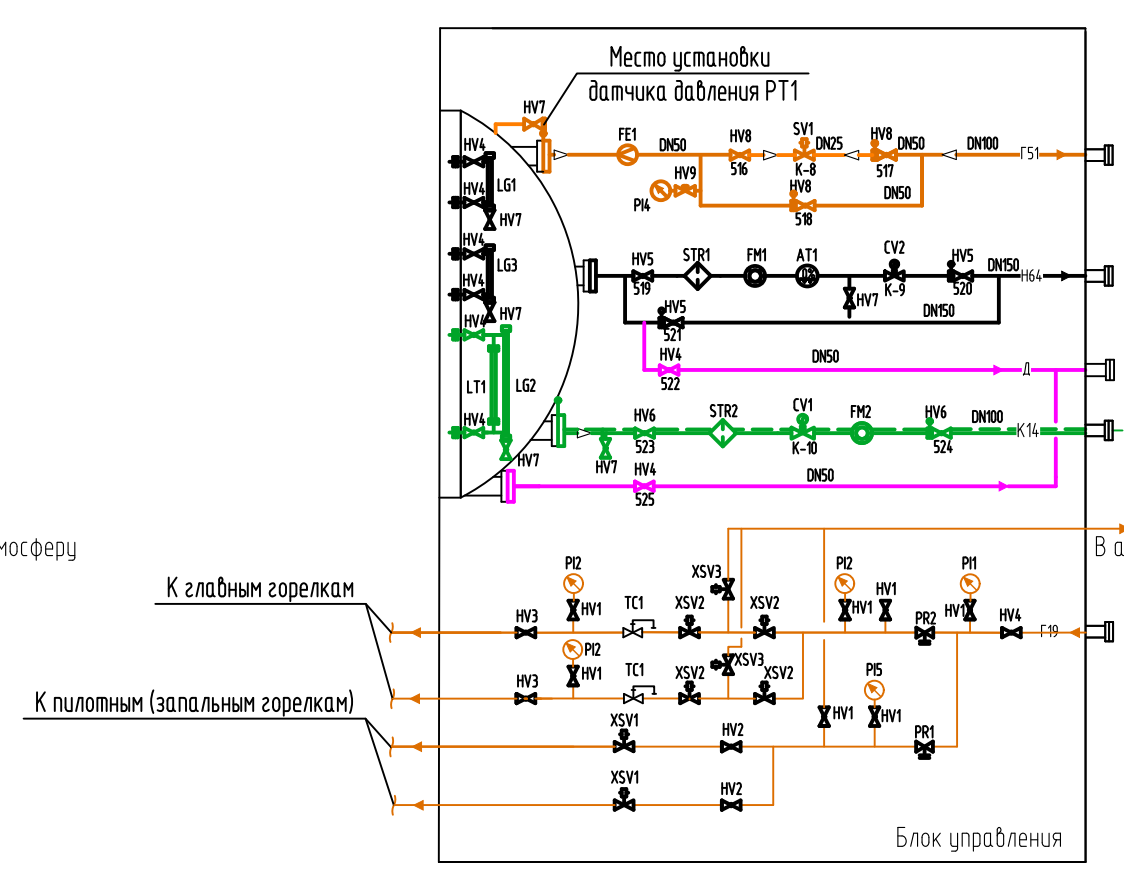 Место установки
датчика давления PT1
HV7
FE1
DN50
HV8
516
SV1
K-8
DN25
HV8
517
DN50
DN100
Г51
HV4
LG1
HV4
HV7
HV9
PI4
HV8
518
DN50
HV4
LG3
HV4
HV7
HV5
519
STR1
FM1
AT1
HV7
CV2
K-9
HV5
520
DN150
Н64
HV5
521
DN150
HV4
LT1
LG2
HV4
HV7
HV4
522
DN50
Д
HV7
HV6
523
STR2
CV1
K-10
FM2
HV6
524
DN100
К14
HV4
525
DN50
мосферу
В а
К главным горелкам
PI2
HV1
HV3
TC1
XSV2
XSV3
XSV2
PI2
HV1
HV1
PR2
PI1
HV1
HV4
Г19
PI2
HV1
HV3
TC1
XSV2
XSV3
XSV2
К пилотным (запальным горелкам)
XSV1
HV2
HV1
PI5
HV1
PR1
XSV1
HV2
Блок управления